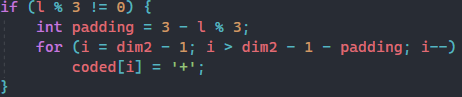 if (l % 3 != 0) {
    int padding = 3 - l % 3;
    for (i = dim2 - 1; i > dim2 - 1 - padding; i--)
        coded[i] = '+';
}